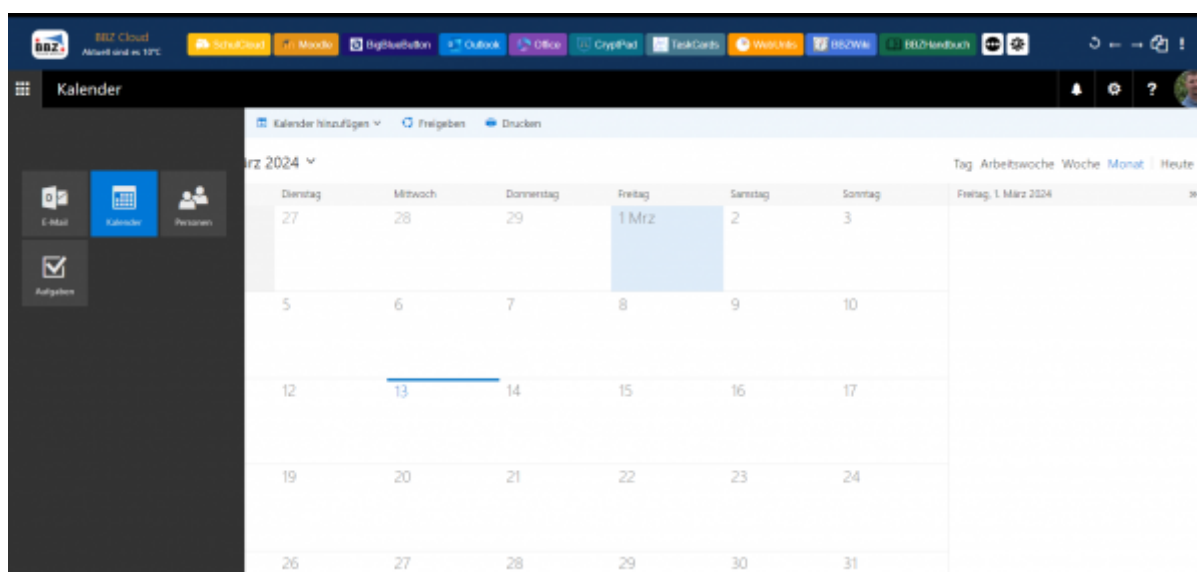 BBZ. BBZ Cloud
Aktuell sind es 10°C
SchulCloud Moodle BigBlueButton Outlook Office CryptPad TaskCards WebUntis BBZWiki BBZHandbuch
Kalender
Kalender hinzufügen Freigeben Drucken
rz 2024 Tag Arbeitswoche Woche Monat Heute
Dienstag Mittwoch Donnerstag Freitag Samstag Sonntag Freitag, 1. März 2024
27 28 29 1 Mrz 2 3
E-Mail Kalender Personen
Aufgaben
5 6 7 8 9 10
12 13 14 15 16 17
19 20 21 22 23 24
26 27 28 29 30 31